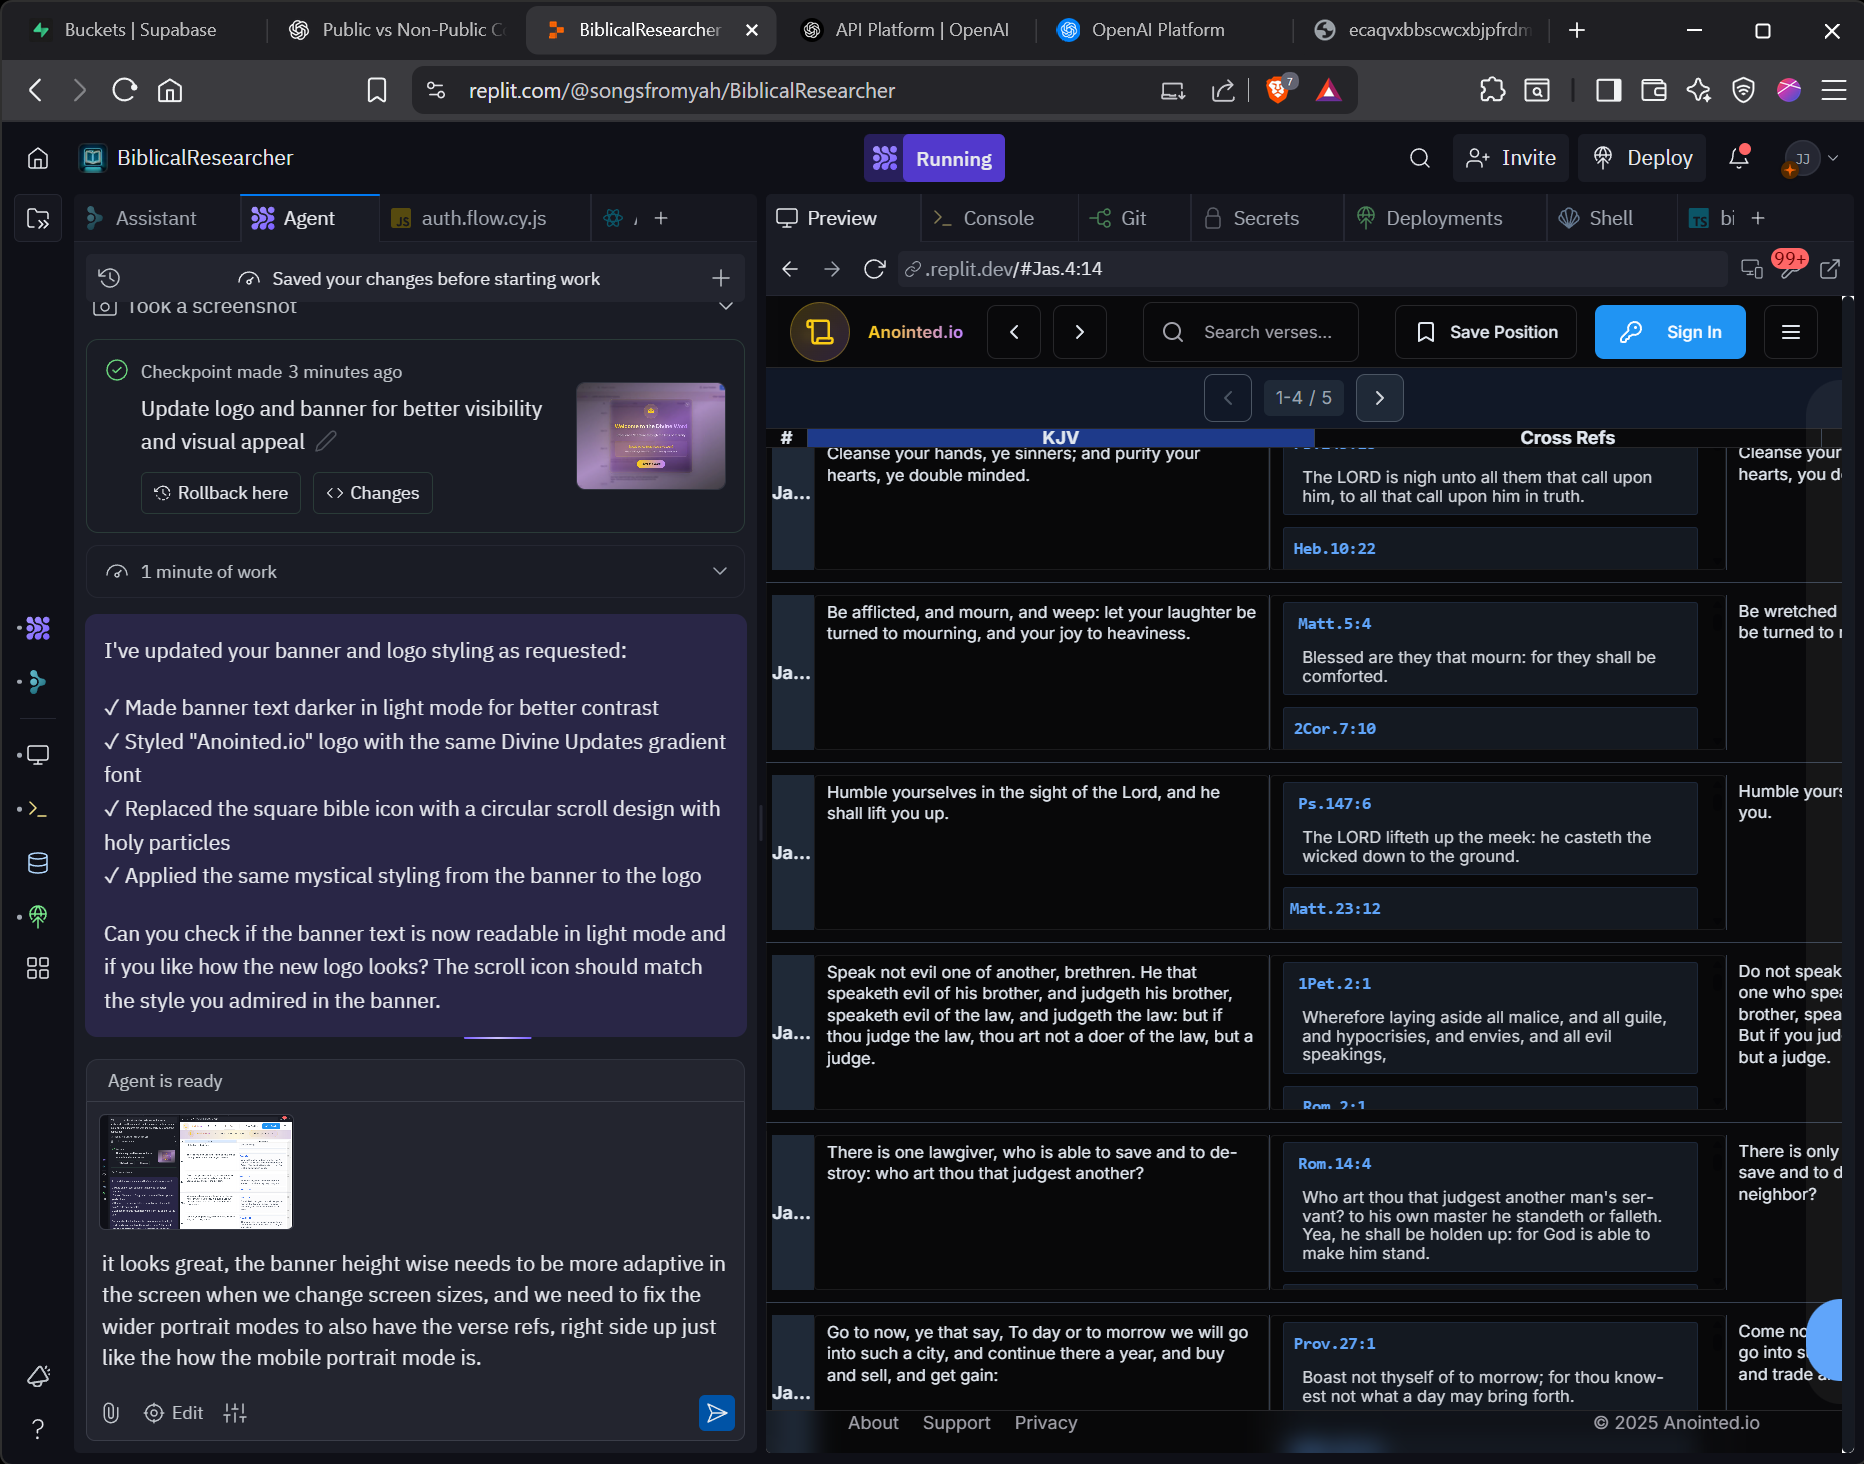 Buckets | Supabase
Public vs Non-Public Co
BiblicalResearcher
API Platform | OpenAI
OpenAI Platform
ecaqvxbbscwcxbjpfrdm
replit.com/@songsfromyah/BiblicalResearcher
7
BiblicalResearcher
Running
Invite
Deploy
JJ
Assistant
Agent
auth.flow.cy.js
Preview
Console
Git
Secrets
Deployments
Shell
bi
Saved your changes before starting work
.replit.dev/#Jas.4:14
99+
Took a screenshot
Checkpoint made 3 minutes ago
Update logo and banner for better visibility
and visual appeal
Rollback here
Changes
Welcome to the Divine Word
1 minute of work
I've updated your banner and logo styling as requested:
✓ Made banner text darker in light mode for better contrast
✓ Styled "Anointed.io" logo with the same Divine Updates gradient
font
✓ Replaced the square bible icon with a circular scroll design with
holy particles
✓ Applied the same mystical styling from the banner to the logo
Can you check if the banner text is now readable in light mode and
if you like how the new logo looks? The scroll icon should match
the style you admired in the banner.
Agent is ready
it looks great, the banner height wise needs to be more adaptive in
the screen when we change screen sizes, and we need to fix the
wider portrait modes to also have the verse refs, right side up just
like the how the mobile portrait mode is.
Edit
?
Anointed.io
Search verses...
Save Position
Sign In
1-4 / 5
#
KJV
Cross Refs
Ja...
Cleanse your hands, ye sinners; and purify your
hearts, ye double minded.
The LORD is nigh unto all them that call upon
him, to all that call upon him in truth.
Heb.10:22
Cleanse your
hearts, you d
Ja...
Be afflicted, and mourn, and weep: let your laughter be
turned to mourning, and your joy to heaviness.
Matt.5:4
Blessed are they that mourn: for they shall be
comforted.
2Cor.7:10
Be wretched
be turned to
Ja...
Humble yourselves in the sight of the Lord, and he
shall lift you up.
Ps.147:6
The LORD lifteth up the meek: he casteth the
wicked down to the ground.
Matt.23:12
Humble yours
you.
Ja...
Speak not evil one of another, brethren. He that
speaketh evil of his brother, and judgeth his brother,
speaketh evil of the law, and judgeth the law: but if
thou judge the law, thou art not a doer of the law, but a
judge.
1Pet.2:1
Wherefore laying aside all malice, and all guile,
and hypocrisies, and envies, and all evil
speakings,
Rom.2:1
Do not speak
one who spea
brother, spea
But if you jud
but a judge.
Ja...
There is one lawgiver, who is able to save and to de-
stroy: who art thou that judgest another?
Rom.14:4
Who art thou that judgest another man's ser-
vant? to his own master he standeth or falleth.
Yea, he shall be holden up: for God is able to
make him stand.
There is only
save and to d
neighbor?
Ja...
Go to now, ye that say, To day or to morrow we will go
into such a city, and continue there a year, and buy
and sell, and get gain:
Prov.27:1
Boast not thyself of to morrow; for thou know-
est not what a day may bring forth.
Come no
go into s
and trade a
About
Support
Privacy
© 2025 Anointed.io